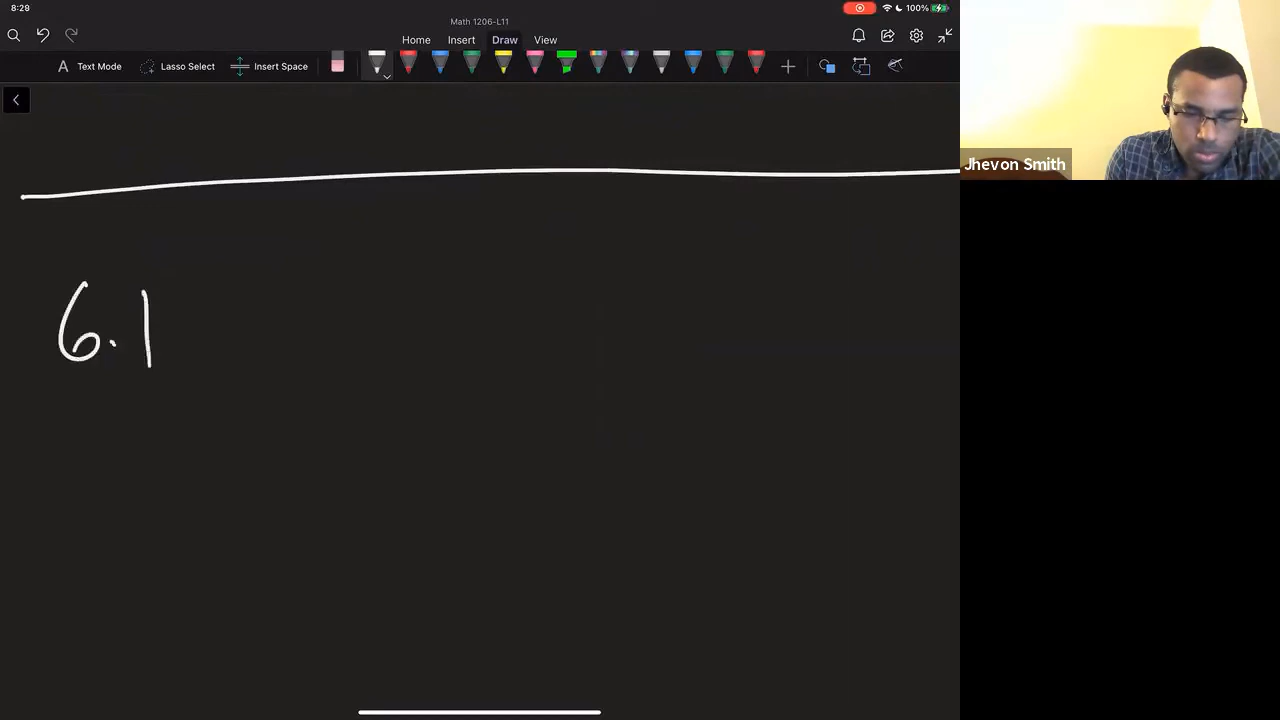 8:29
100%
Math 1206-L11
Home Insert Draw View
Text Mode Lasso Select Insert Space
Jhevon Smith
6.1